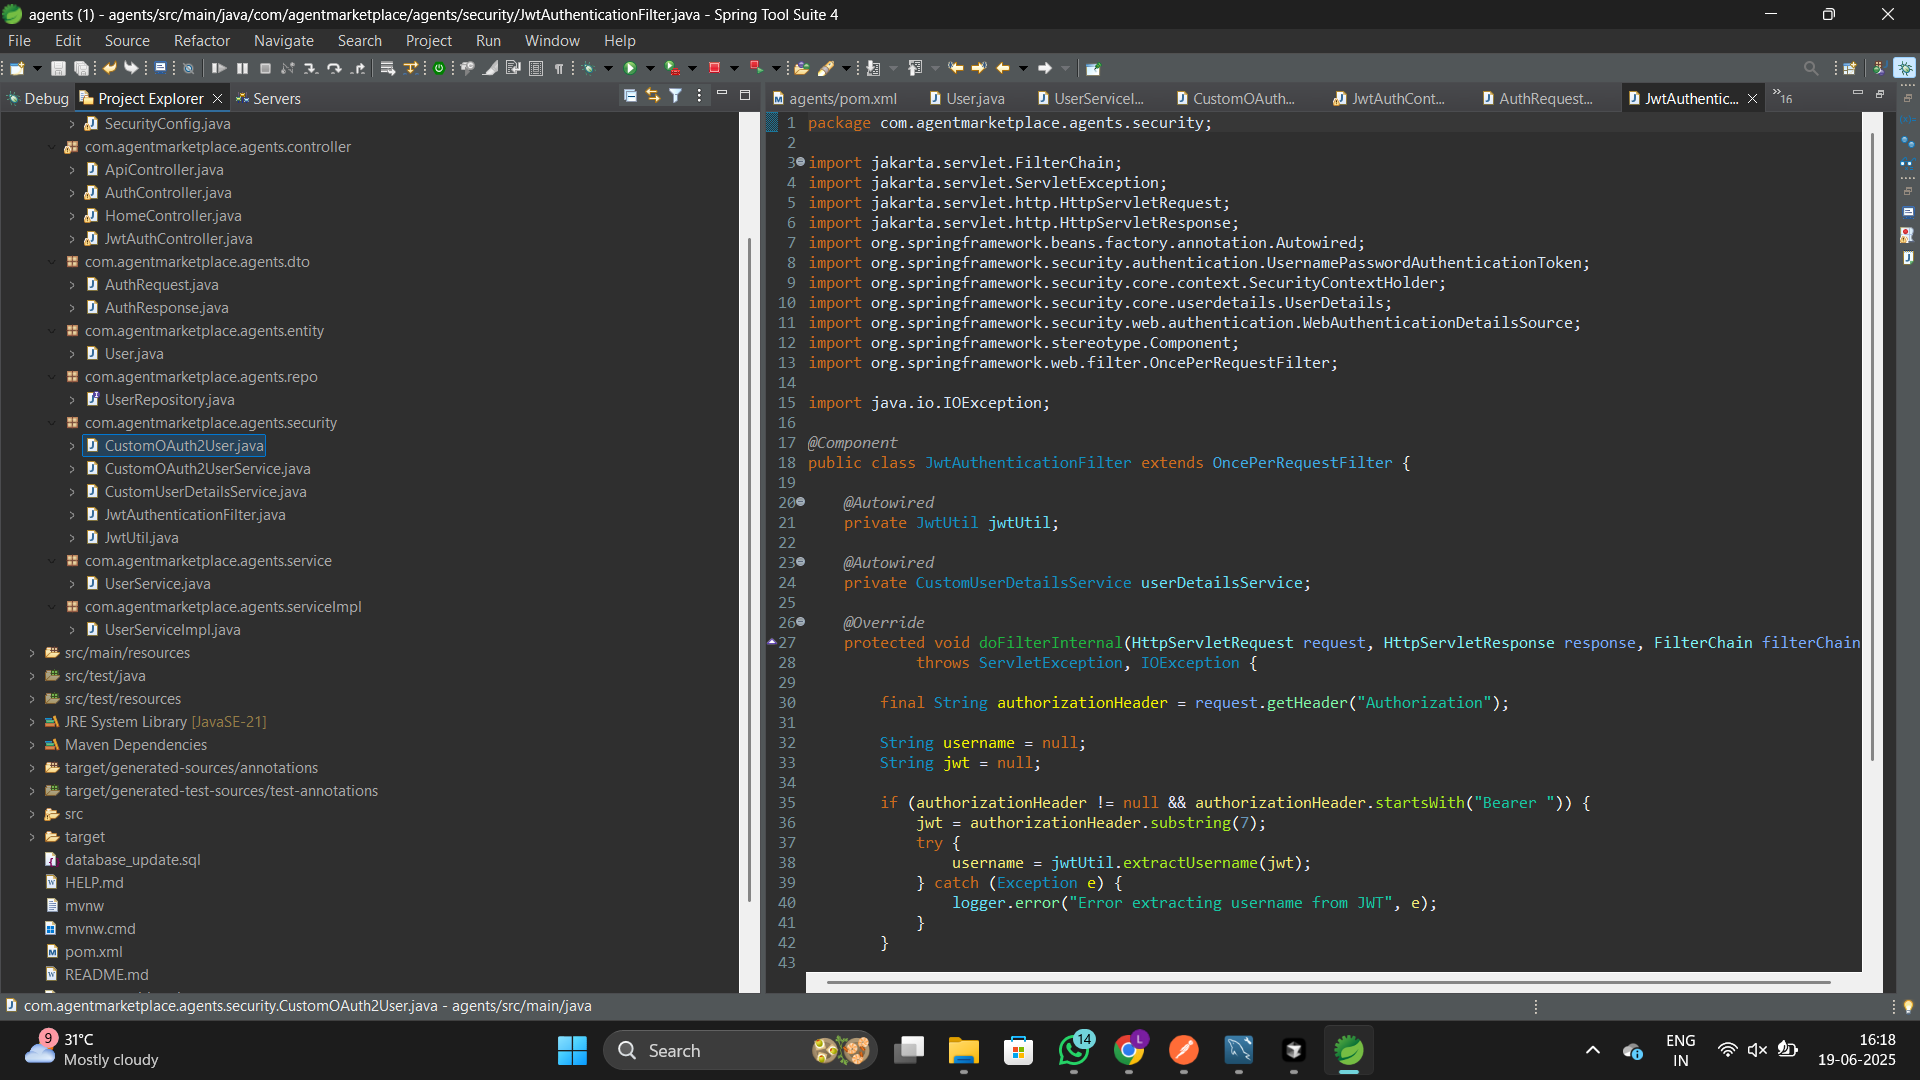 agents (1) - agents/src/main/java/com/agentmarketplace/agents/security/JwtAuthenticationFilter.java - Spring Tool Suite 4
File Edit Source Refactor Navigate Search Project Run Window Help
Debug Project Explorer Servers
SecurityConfig.java
com.agentmarketplace.agents.controller
ApiController.java
AuthController.java
HomeController.java
JwtAuthController.java
com.agentmarketplace.agents.dto
AuthRequest.java
AuthResponse.java
com.agentmarketplace.agents.entity
User.java
com.agentmarketplace.agents.repo
UserRepository.java
com.agentmarketplace.agents.security
CustomOAuth2User.java
CustomOAuth2UserService.java
CustomUserDetailsService.java
JwtAuthenticationFilter.java
JwtUtil.java
com.agentmarketplace.agents.service
UserService.java
com.agentmarketplace.agents.serviceImpl
UserServiceImpl.java
src/main/resources
src/test/java
src/test/resources
JRE System Library [JavaSE-21]
Maven Dependencies
target/generated-sources/annotations
target/generated-test-sources/test-annotations
src
target
database_update.sql
HELP.md
mvnw
mvnw.cmd
pom.xml
README.md
agents/pom.xml User.java UserServiceI... CustomOAuth... JwtAuthCont... AuthRequest... JwtAuthentic... »16
1 package com.agentmarketplace.agents.security;
2
3 import jakarta.servlet.FilterChain;
4 import jakarta.servlet.ServletException;
5 import jakarta.servlet.http.HttpServletRequest;
6 import jakarta.servlet.http.HttpServletResponse;
7 import org.springframework.beans.factory.annotation.Autowired;
8 import org.springframework.security.authentication.UsernamePasswordAuthenticationToken;
9 import org.springframework.security.core.context.SecurityContextHolder;
10 import org.springframework.security.core.userdetails.UserDetails;
11 import org.springframework.security.web.authentication.WebAuthenticationDetailsSource;
12 import org.springframework.stereotype.Component;
13 import org.springframework.web.filter.OncePerRequestFilter;
14
15 import java.io.IOException;
16
17 @Component
18 public class JwtAuthenticationFilter extends OncePerRequestFilter {
19
20 @Autowired
21 private JwtUtil jwtUtil;
22
23 @Autowired
24 private CustomUserDetailsService userDetailsService;
25
26 @Override
27 protected void doFilterInternal(HttpServletRequest request, HttpServletResponse response, FilterChain filterChain
28 throws ServletException, IOException {
29
30 final String authorizationHeader = request.getHeader("Authorization");
31
32 String username = null;
33 String jwt = null;
34
35 if (authorizationHeader != null && authorizationHeader.startsWith("Bearer ")) {
36 jwt = authorizationHeader.substring(7);
37 try {
38 username = jwtUtil.extractUsername(jwt);
39 } catch (Exception e) {
40 logger.error("Error extracting username from JWT", e);
41 }
42 }
43
com.agentmarketplace.agents.security.CustomOAuth2User.java - agents/src/main/java
9
31°C
Mostly cloudy
Search
14
L
ENG
IN
16:18
19-06-2025